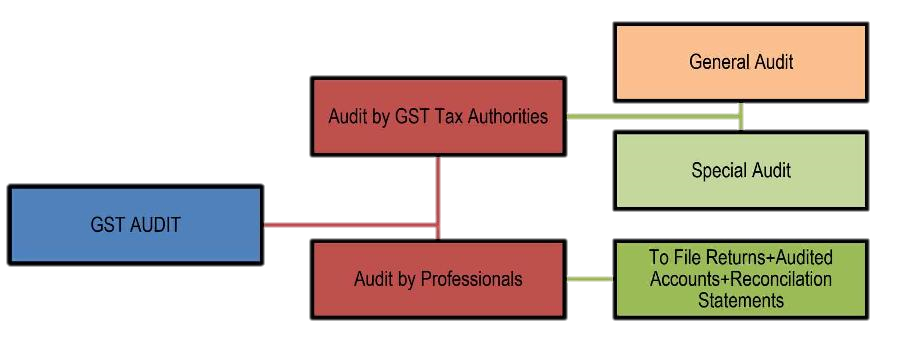 General Audit
Audit by GST Tax Authorities
Special Audit
GST AUDIT
Audit by Professionals
To File Returns+Audited
Accounts+Reconcilation
Statements